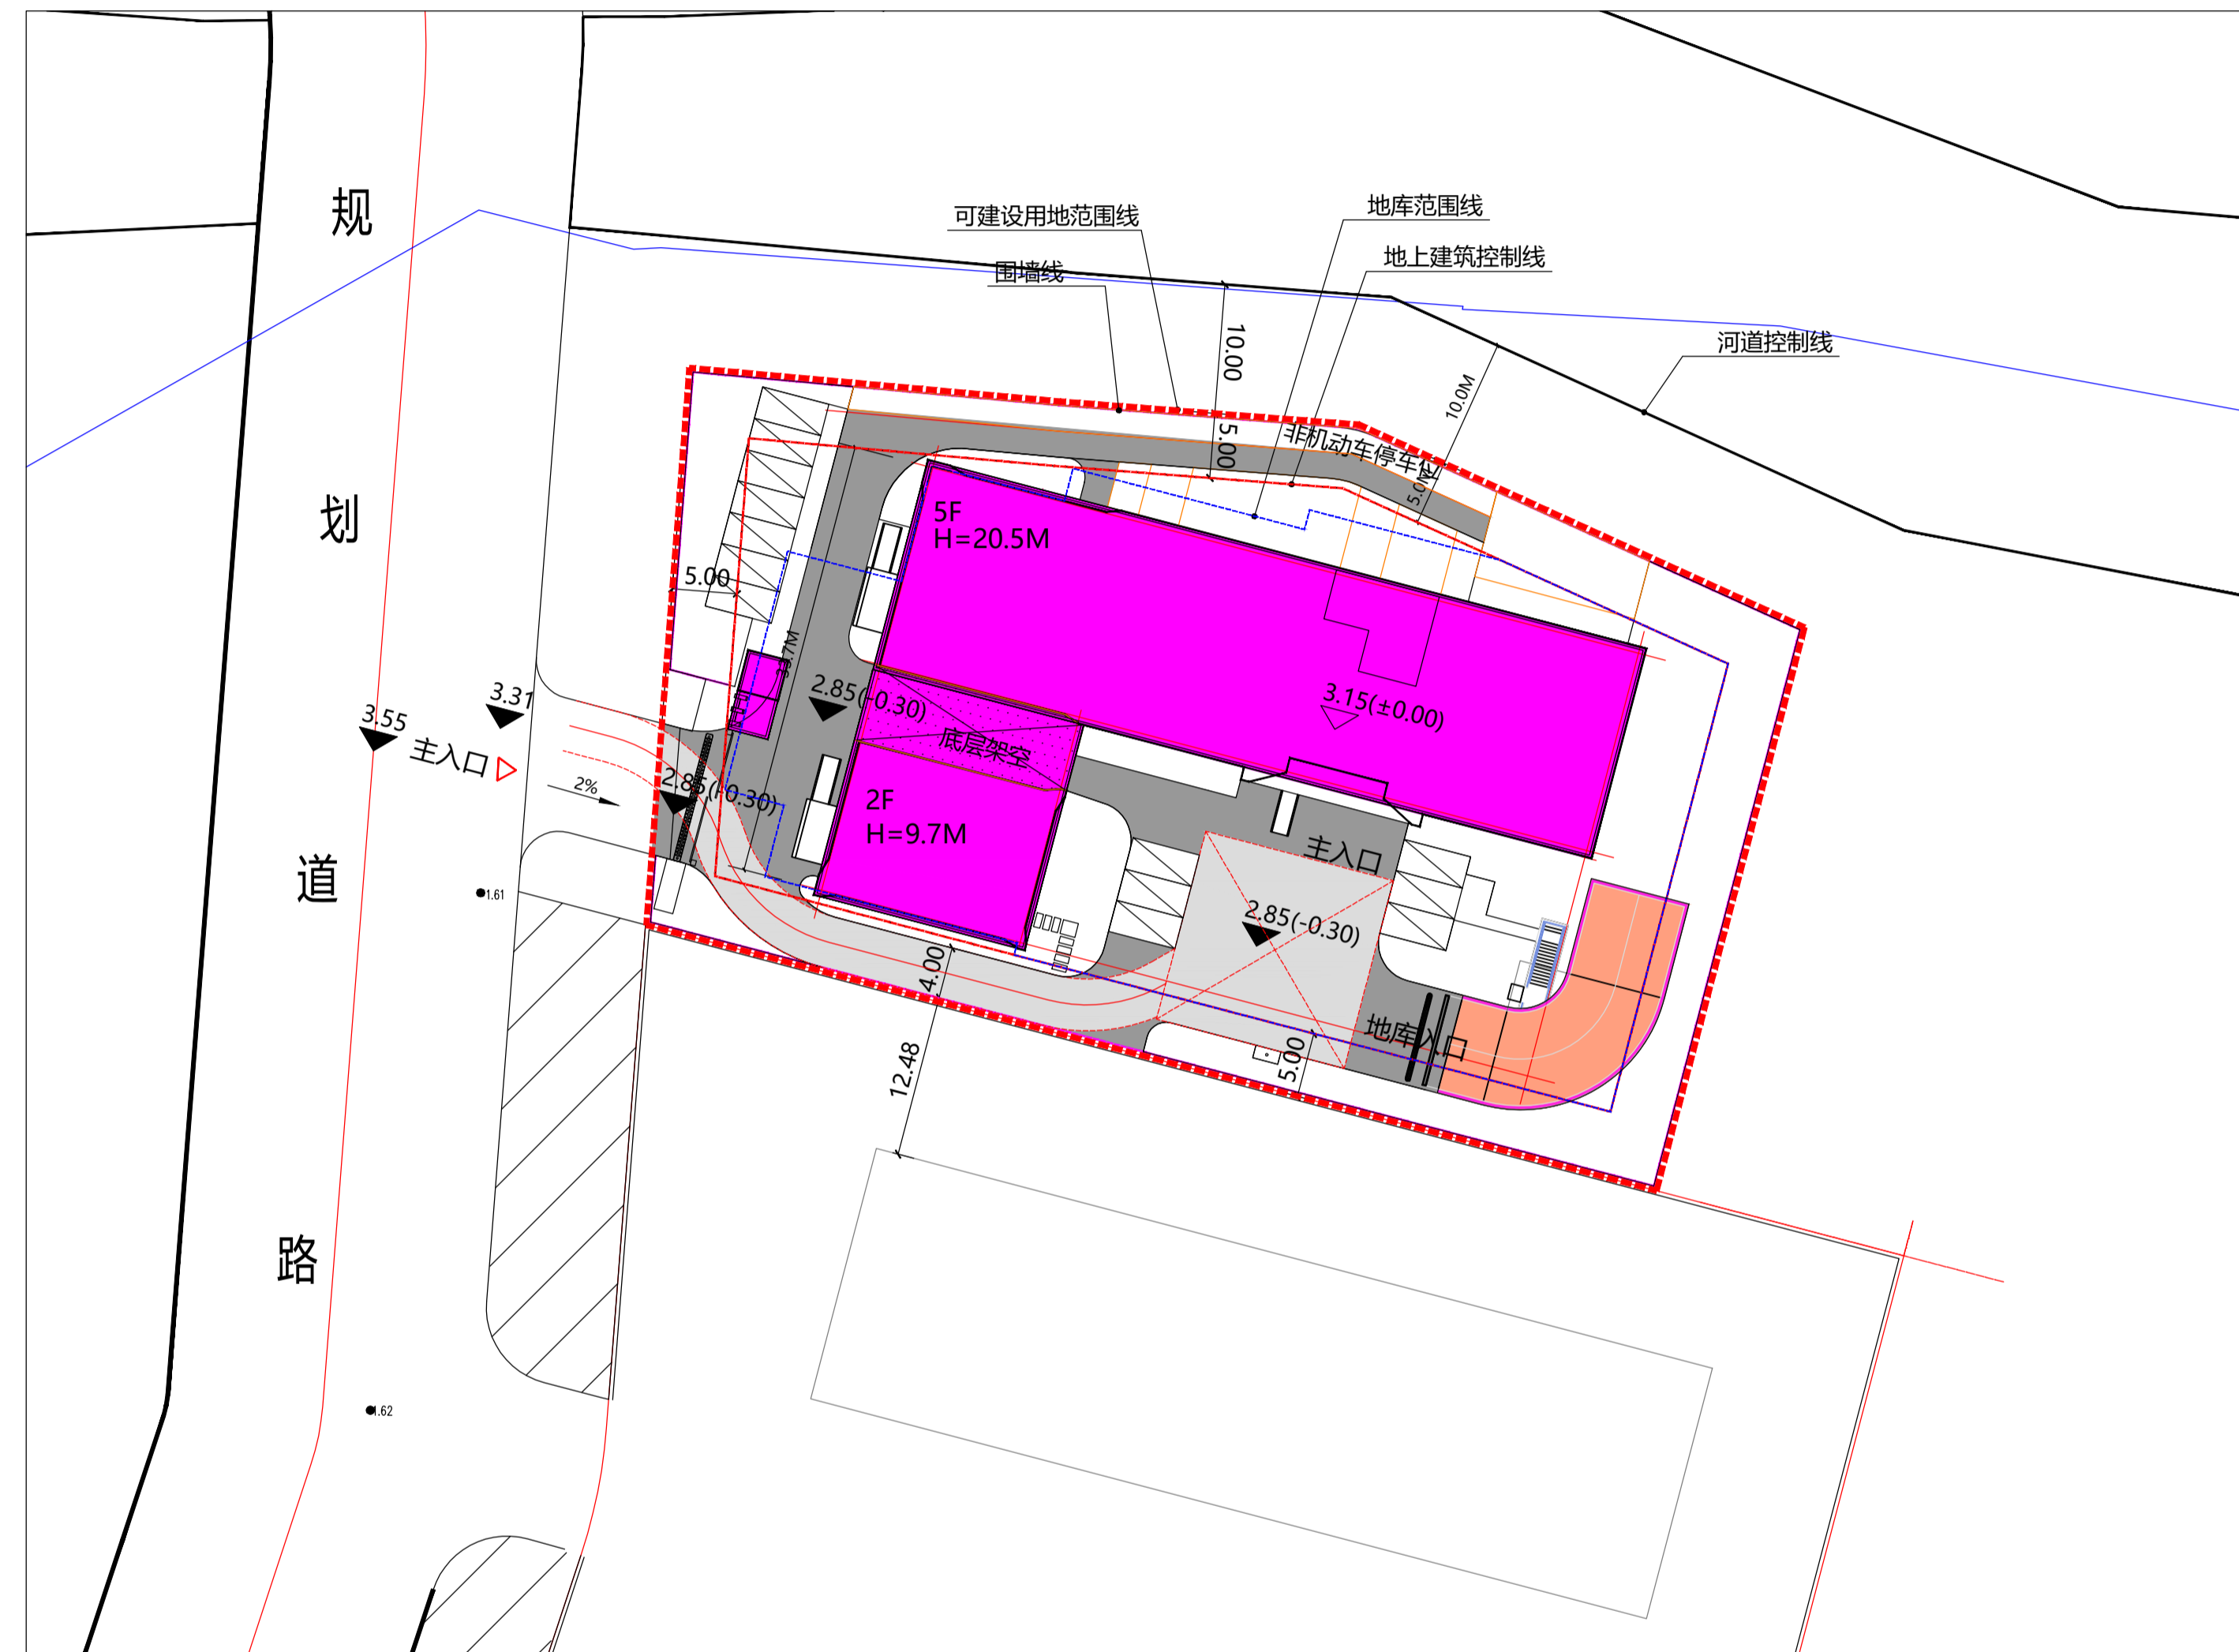 规
划
道
路
可建设用地范围线
地库范围线
地上建筑控制线
围墙线
河道控制线
10.00
10.0M
5.00
非机动车停车位
5.0M
5F
H=20.5M
5.00
3.31
3.55
主入口
2%
2.85(-0.30)
3.15(±0.00)
底层架空
2.85(-0.30)
2F
H=9.7M
主入口
1.61
2.85(-0.30)
4.00
地库入口
12.48
5.00
1.62